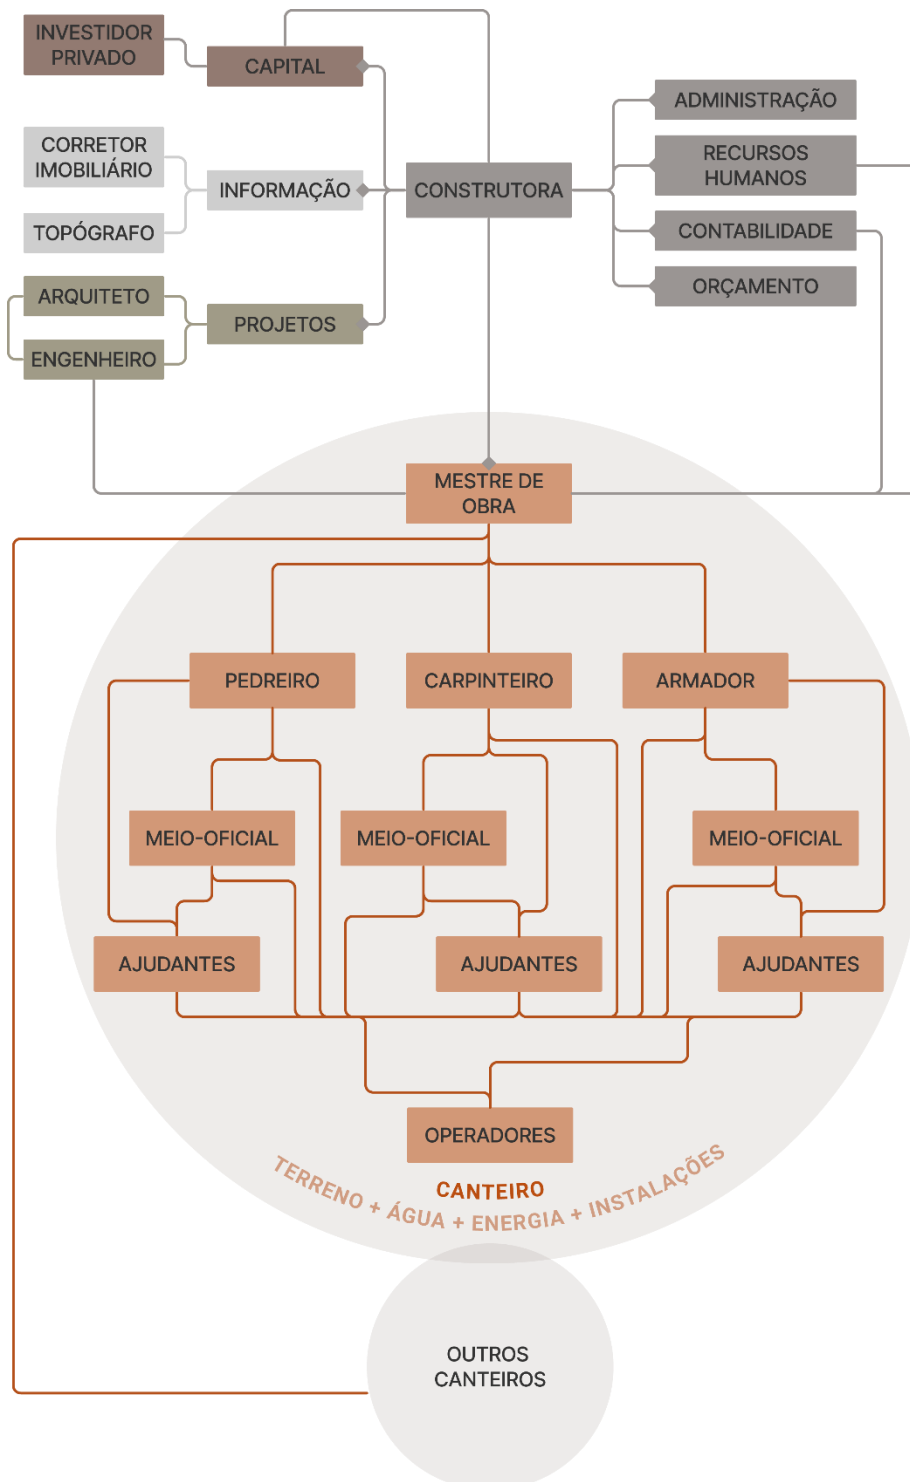 INVESTIDOR
PRIVADO
CAPITAL
ADMINISTRAÇÃO
CORRETOR
IMOBILIÁRIO
RECURSOS
HUMANOS
INFORMAÇÃO
CONSTRUTORA
TOPÓGRAFO
CONTABILIDADE
ARQUITETO
ORÇAMENTO
PROJETOS
ENGENHEIRO
MESTRE DE
OBRA
PEDREIRO
CARPINTEIRO
ARMADOR
MEIO-OFICIAL
MEIO-OFICIAL
MEIO-OFICIAL
AJUDANTES
AJUDANTES
AJUDANTES
OPERADORES
CANTEIRO
TERRENO + ÁGUA + ENERGIA + INSTALAÇÕES
OUTROS
CANTEIROS